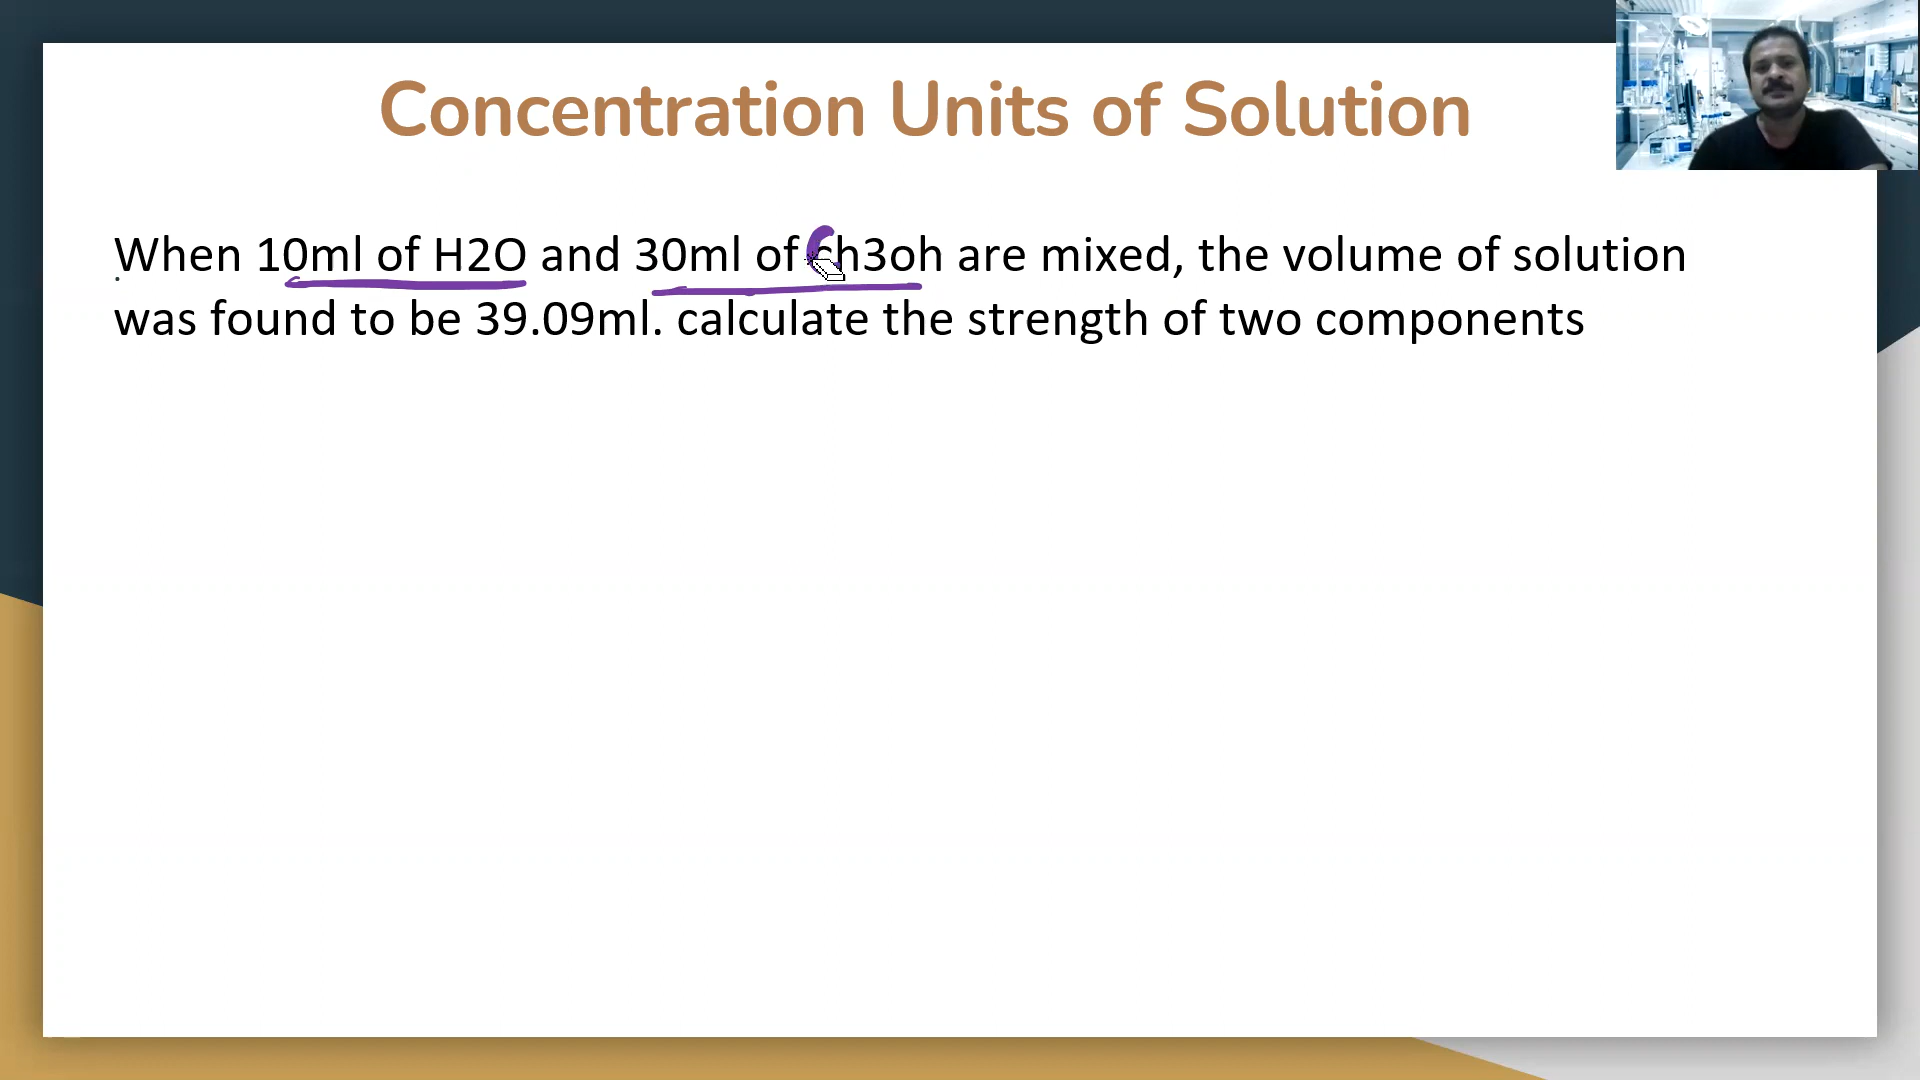 Concentration Units of Solution
When 10ml of H2O and 30ml of ch3oh are mixed, the volume of solution
was found to be 39.09ml. calculate the strength of two components